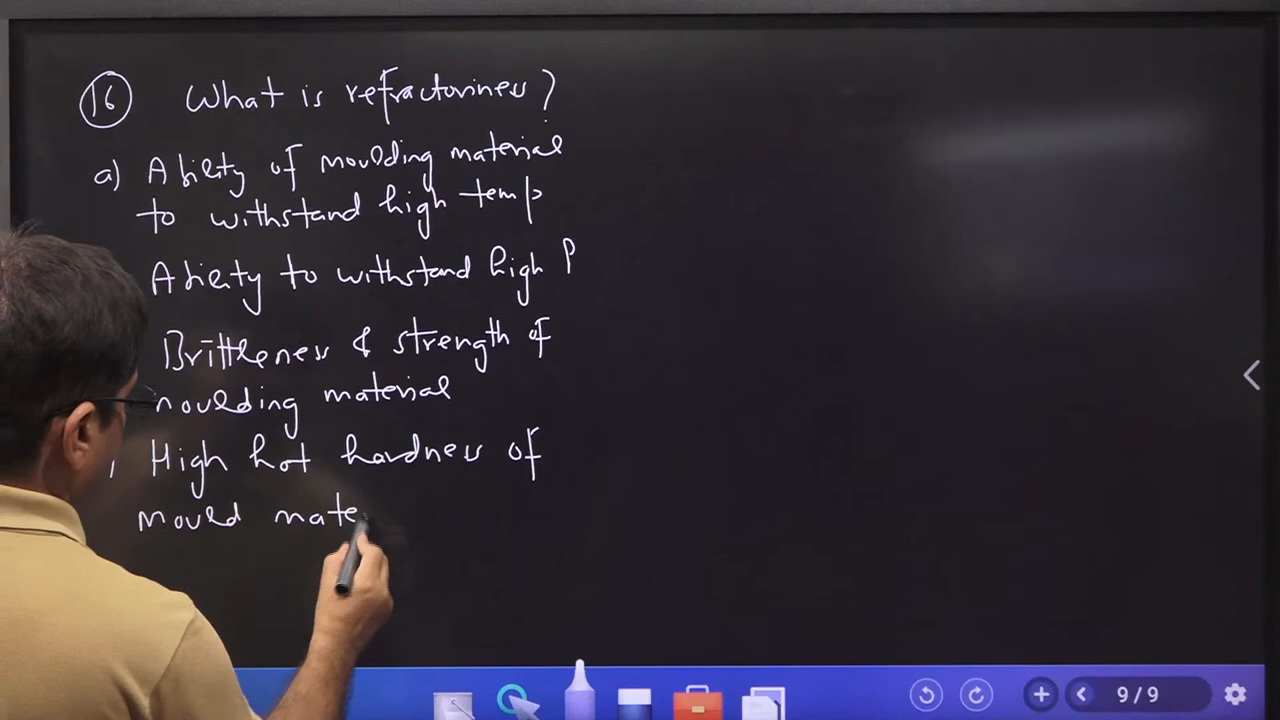 16 What is refractoriness?
a) Ability of moulding material
to withstand high temp
Ability to withstand high P
Brittleness & strength of
moulding material
High hot hardness of
mould mate
9/9